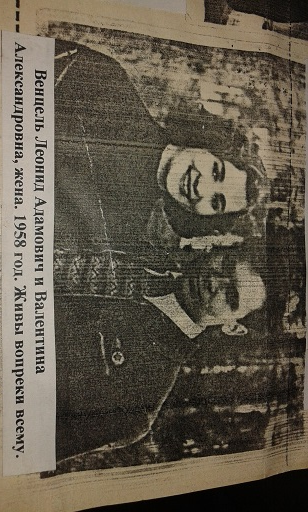 Венцель Леонид Адамович и Валентина
Александровна, жена. 1958 год. Живы вопреки всему.